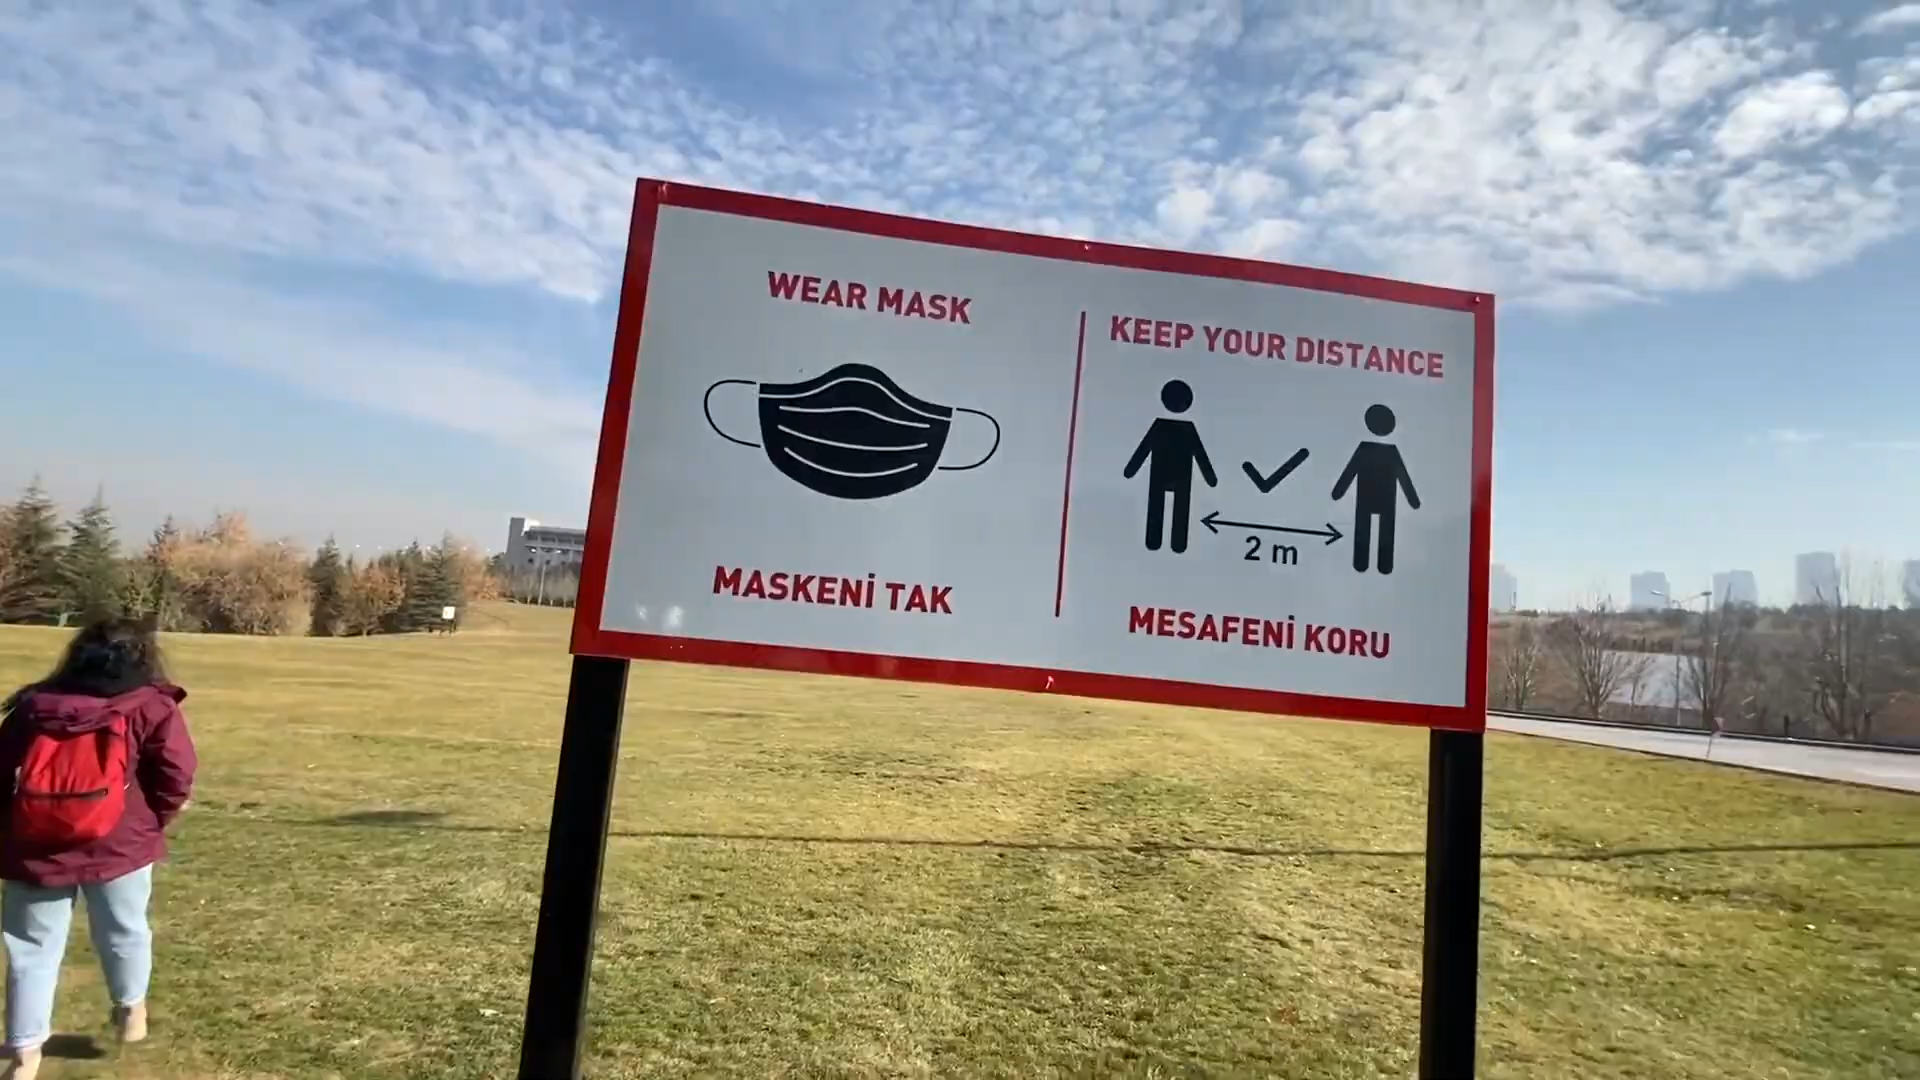 WEAR MASK
MASKENİ TAK
KEEP YOUR DISTANCE
2 m
MESAFENİ KORU